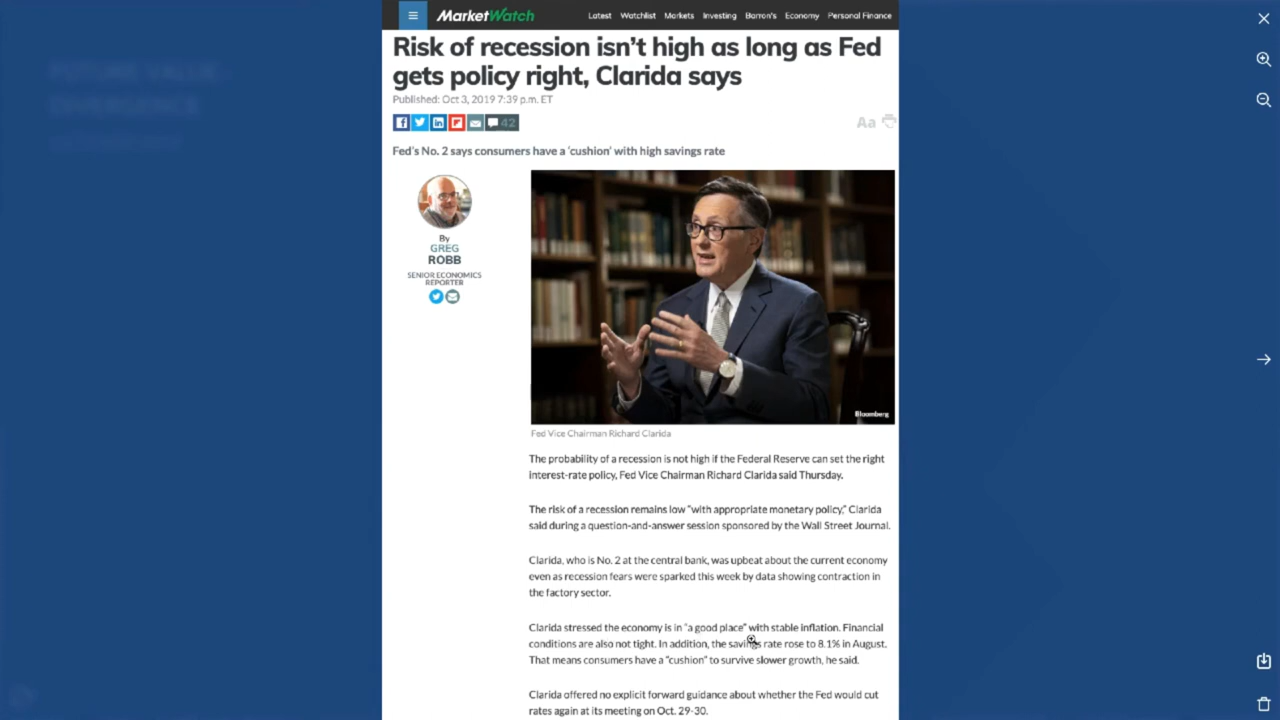 MarketWatch
Latest Watchlist Markets Investing Barron's Economy Personal Finance
Risk of recession isn't high as long as Fed
gets policy right, Clarida says
Published: Oct 3, 2019 7:39 p.m. ET
42
Aa
Fed's No. 2 says consumers have a 'cushion' with high savings rate
By
GREG
ROBB
SENIOR ECONOMICS
REPORTER
Bloomberg
Fed Vice Chairman Richard Clarida
The probability of a recession is not high if the Federal Reserve can set the right
interest-rate policy, Fed Vice Chairman Richard Clarida said Thursday.
The risk of a recession remains low "with appropriate monetary policy," Clarida
said during a question-and-answer session sponsored by the Wall Street Journal.
Clarida, who is No. 2 at the central bank, was upbeat about the current economy
even as recession fears were sparked this week by data showing contraction in
the factory sector.
Clarida stressed the economy is in "a good place" with stable inflation. Financial
conditions are also not tight. In addition, the savings rate rose to 8.1% in August.
That means consumers have a "cushion" to survive slower growth, he said.
Clarida offered no explicit forward guidance about whether the Fed would cut
rates again at its meeting on Oct. 29-30.
FUTURE VALUE
DIVERGENCE